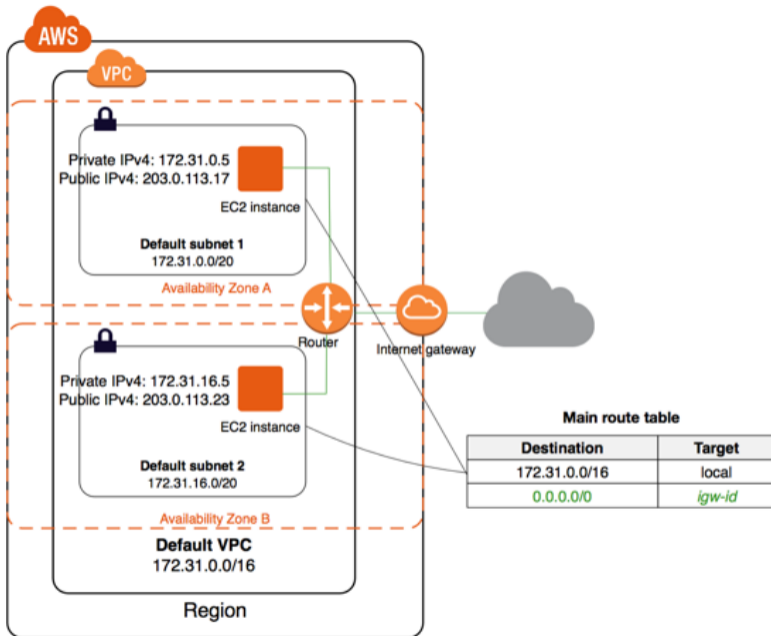 AWS
VPC
Private IPv4: 172.31.0.5
Public IPv4: 203.0.113.17
EC2 instance
Default subnet 1
172.31.0.0/20
Availability Zone A
Router
Internet gateway
Private IPv4: 172.31.16.5
Public IPv4: 203.0.113.23
EC2 instance
Default subnet 2
172.31.16.0/20
Availability Zone B
Default VPC
172.31.0.0/16
Region
Main route table
Destination Target
172.31.0.0/16 local
0.0.0.0/0 igw-id